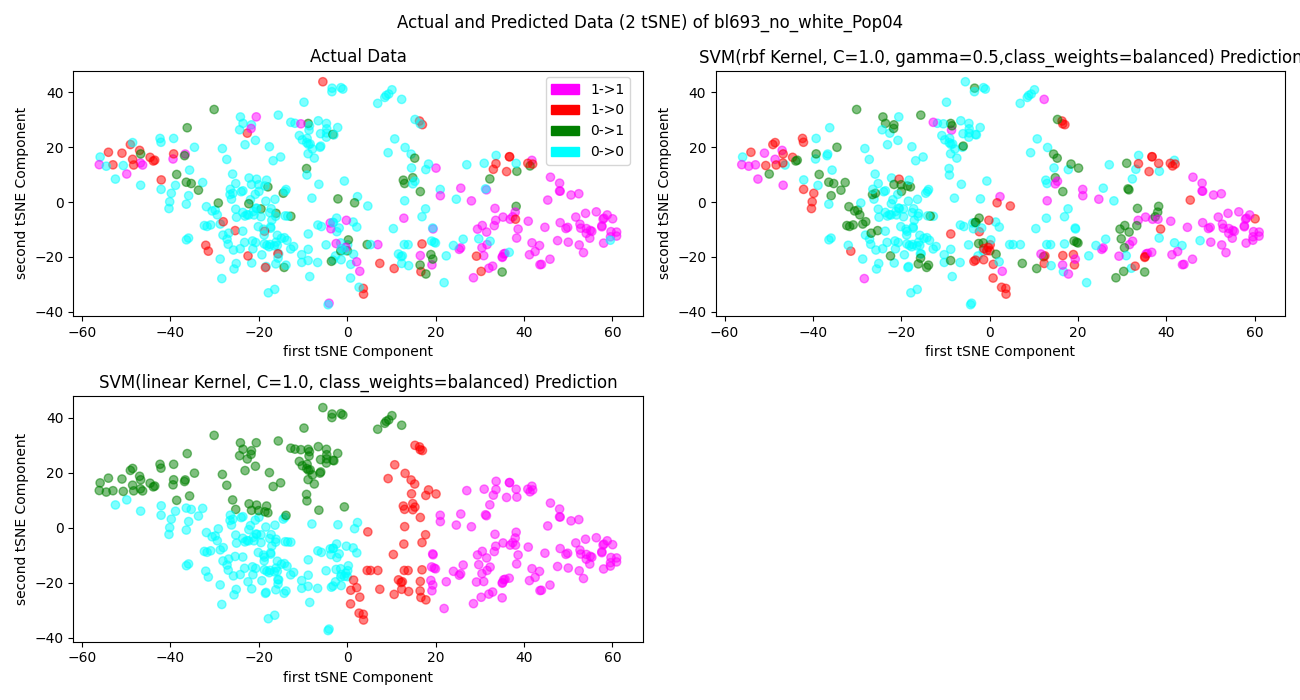 Actual and Predicted Data (2 tSNE) of bl693_no_white_Pop04
Actual Data
second tSNE Component
40
20
0
−20
−40
1->1
1->0
0->1
0->0
−60 −40 −20 0 20 40 60
first tSNE Component
SVM(rbf Kernel, C=1.0, gamma=0.5,class_weights=balanced) Prediction
second tSNE Component
40
20
0
−20
−40
−60 −40 −20 0 20 40 60
first tSNE Component
SVM(linear Kernel, C=1.0, class_weights=balanced) Prediction
second tSNE Component
40
20
0
−20
−40
−60 −40 −20 0 20 40 60
first tSNE Component